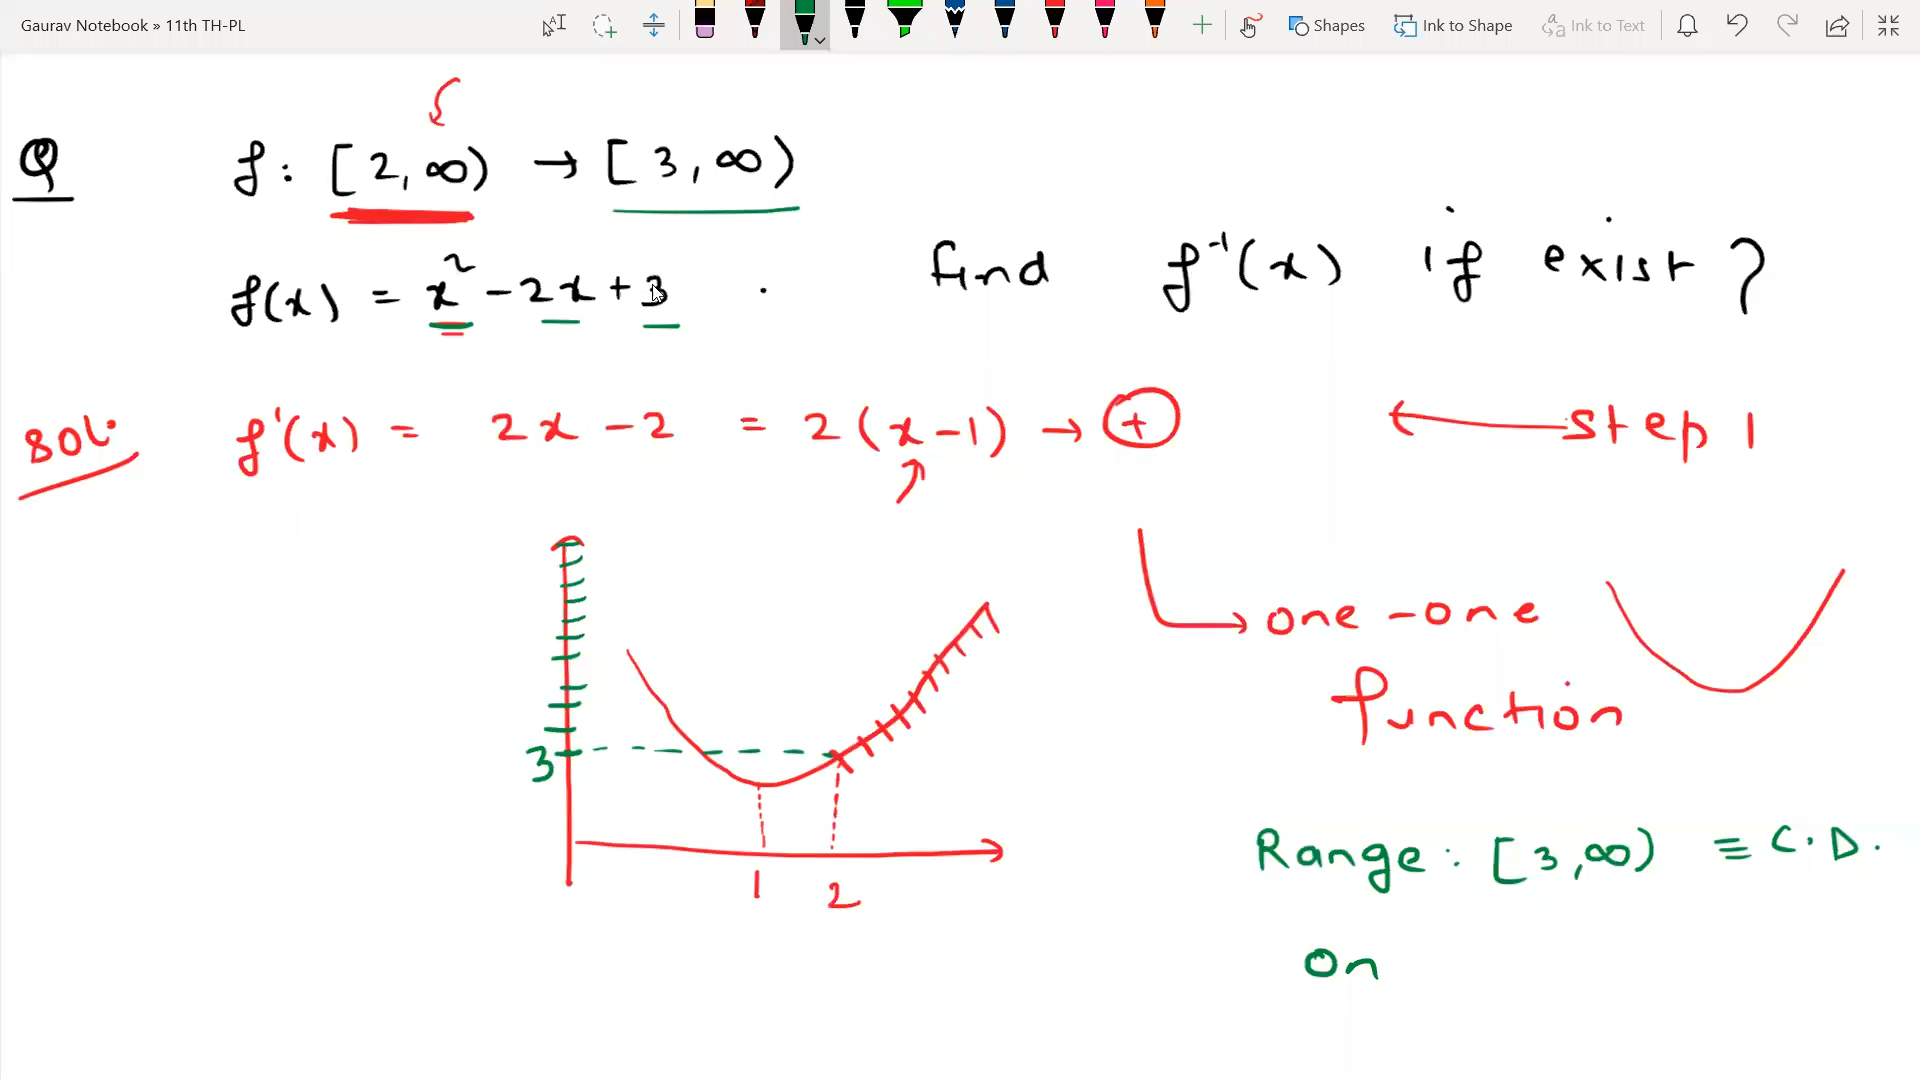 Gaurav Notebook » 11th TH-PL
Shapes
Ink to Shape
Ink to Text
Q f: [2, ∞) → [3, ∞)
f(x) = x² - 2x + 3 . find f⁻¹(x) if exist?
Sol. f'(x) = 2x - 2 = 2(x-1) → + ← step 1
→ one-one
function
3
1 2
Range: [3, ∞) ≡ C.D.
On